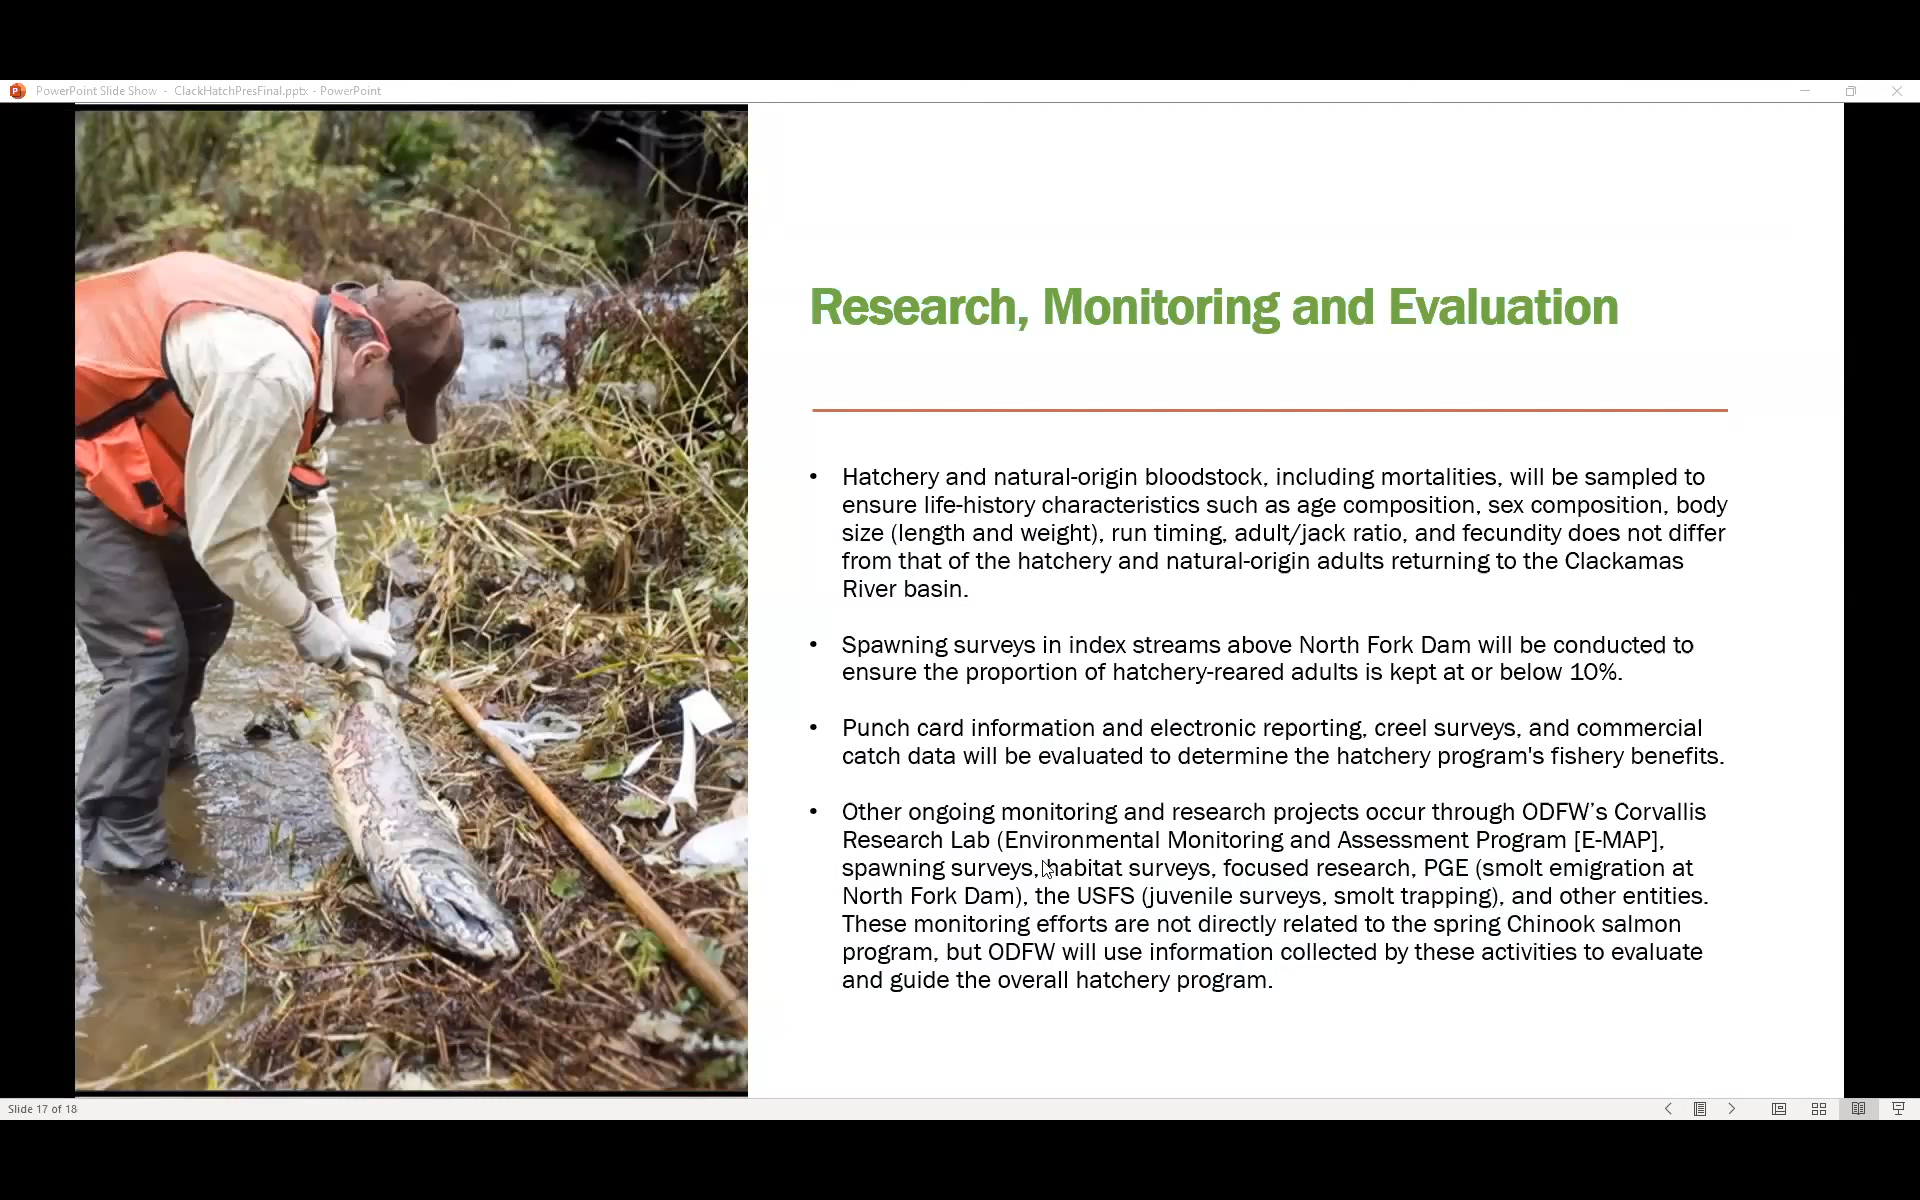 PowerPoint Slide Show - ClackHatchPresFinal.pptx - PowerPoint
Research, Monitoring and Evaluation
• Hatchery and natural-origin bloodstock, including mortalities, will be sampled to
ensure life-history characteristics such as age composition, sex composition, body
size (length and weight), run timing, adult/jack ratio, and fecundity does not differ
from that of the hatchery and natural-origin adults returning to the Clackamas
River basin.
• Spawning surveys in index streams above North Fork Dam will be conducted to
ensure the proportion of hatchery-reared adults is kept at or below 10%.
• Punch card information and electronic reporting, creel surveys, and commercial
catch data will be evaluated to determine the hatchery program's fishery benefits.
• Other ongoing monitoring and research projects occur through ODFW’s Corvallis
Research Lab (Environmental Monitoring and Assessment Program [E-MAP],
spawning surveys, habitat surveys, focused research, PGE (smolt emigration at
North Fork Dam), the USFS (juvenile surveys, smolt trapping), and other entities.
These monitoring efforts are not directly related to the spring Chinook salmon
program, but ODFW will use information collected by these activities to evaluate
and guide the overall hatchery program.
Slide 17 of 18